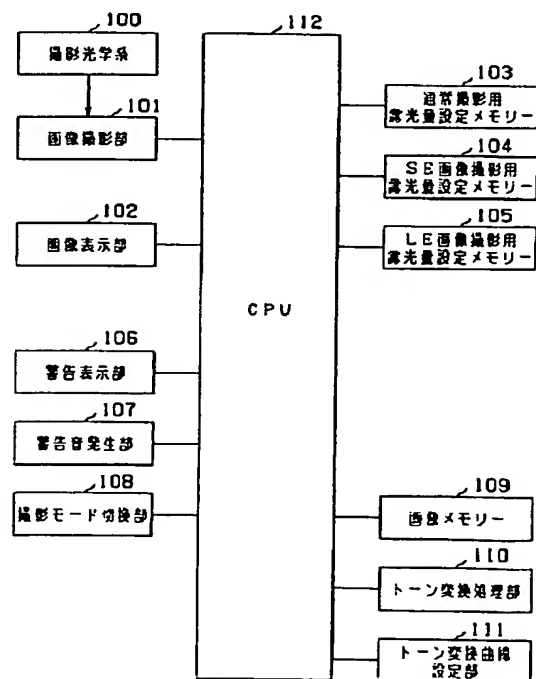 100
撮影光学系
101
画像撮影部
102
画像表示部
106
警告表示部
107
警告音発生部
108
撮影モード切換部
112
CPU
103
通常撮影用
露光量設定メモリー
104
SE画像撮影用
露光量設定メモリー
105
LE画像撮影用
露光量設定メモリー
109
画像メモリー
110
トーン変換処理部
111
トーン変換曲線
設定部